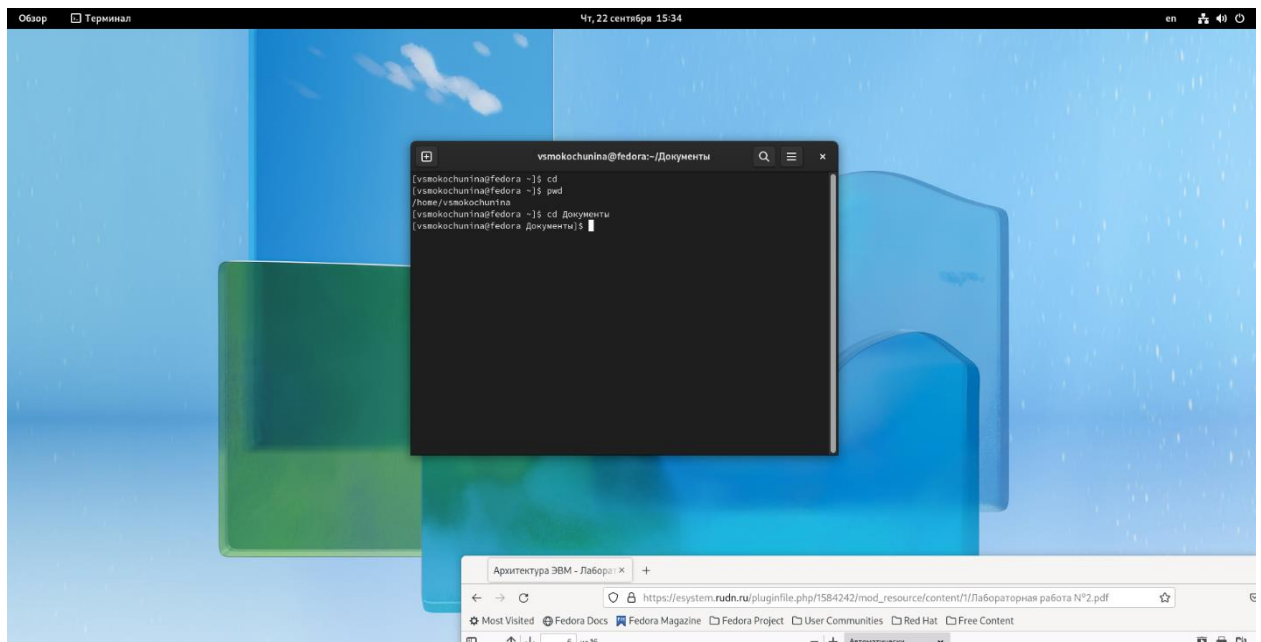 Обзор Терминал Чт, 22 сентября 15:34 en
vsmokochunina@fedora:~/Документы
[vsmokochunina@fedora ~]$ cd
[vsmokochunina@fedora ~]$ pwd
/home/vsmokochunina
[vsmokochunina@fedora ~]$ cd Документы
[vsmokochunina@fedora Документы]$
Архитектура ЭВМ - Лаборат
https://esystem.rudn.ru/pluginfile.php/1584242/mod_resource/content/1/Лабораторная работа №2.pdf
Most Visited Fedora Docs Fedora Magazine Fedora Project User Communities Red Hat Free Content